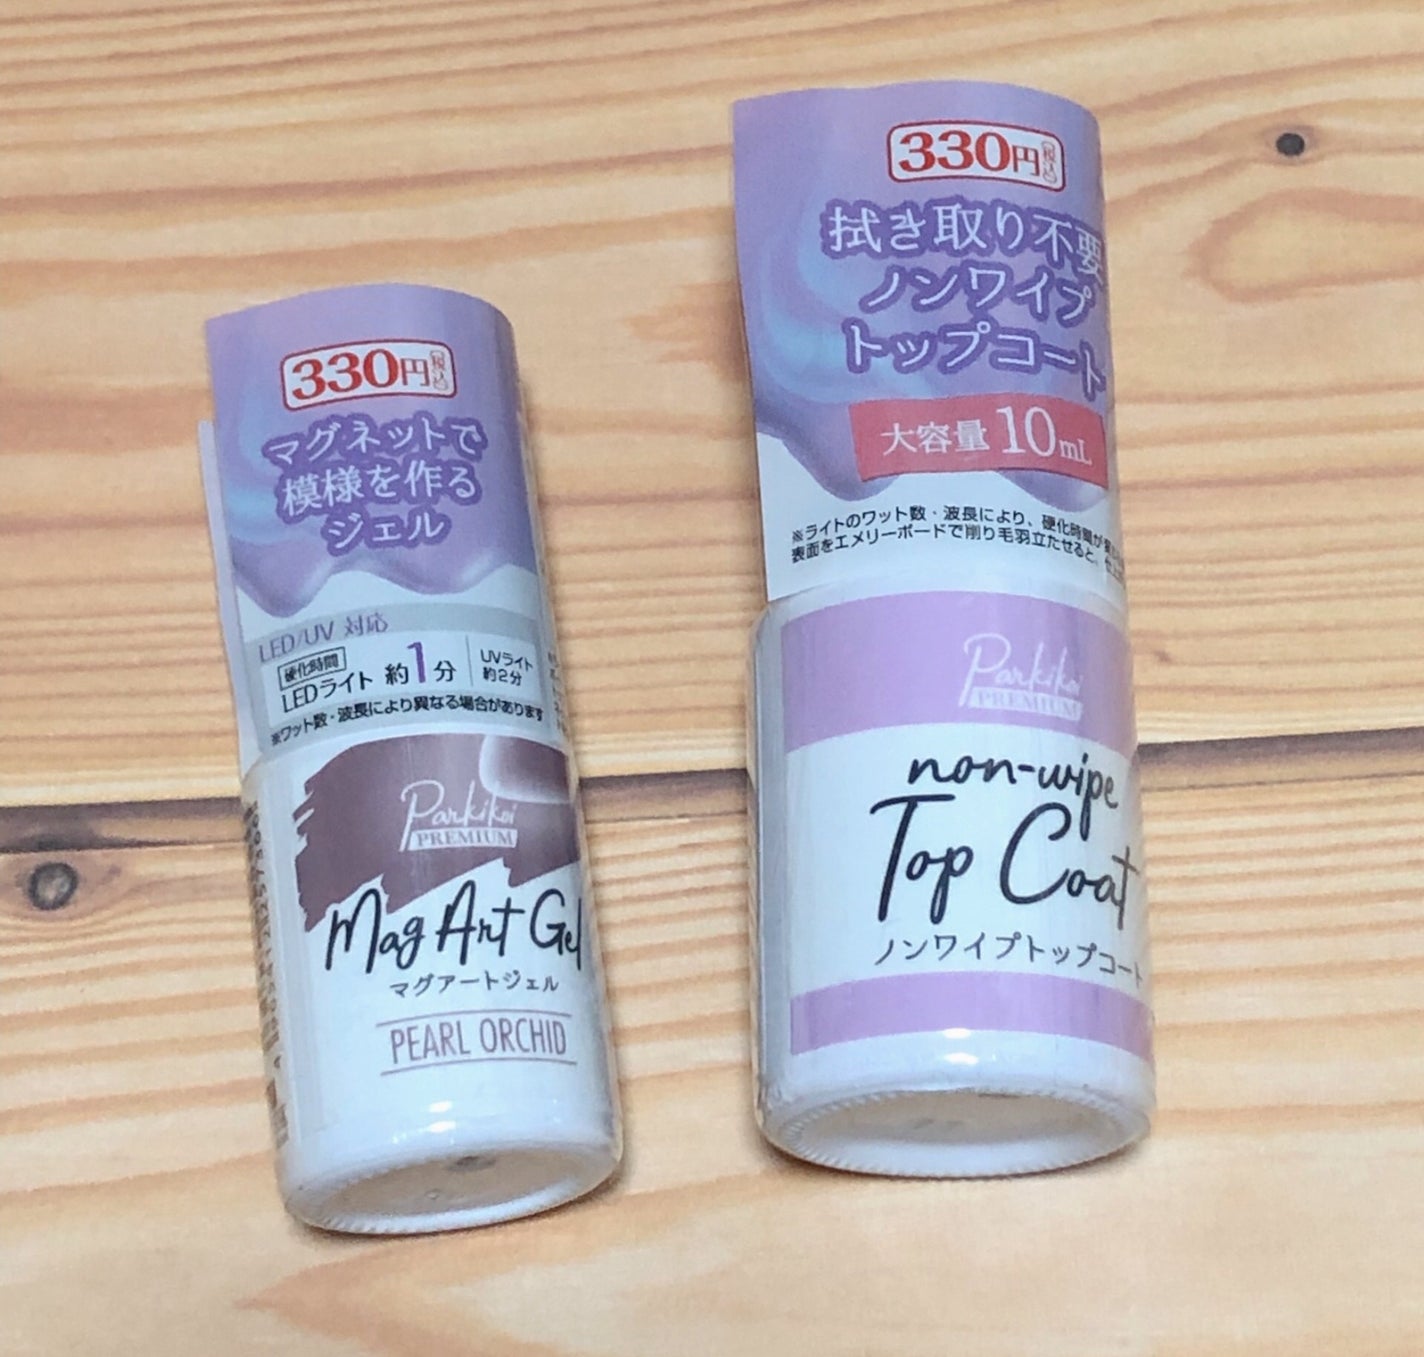 330円(税込)
マグネットで
模様を作る
ジェル
LED/UV 対応
硬化時間
LEDライト 約1分
UVライト
約2分
※ワット数・波長により異なる場合があります
Parkikoi
PREMIUM
Mag Art Gel
マグアートジェル
PEARL ORCHID
330円(税込)
拭き取り不要
ノンワイプ
トップコート
大容量 10mL
※ライトのワット数・波長により、硬化時間が
表面をエメリーボードで削り毛羽立たせると、仕上
Parkikoi
PREMIUM
non-wipe
Top Coat
ノンワイプトップコート